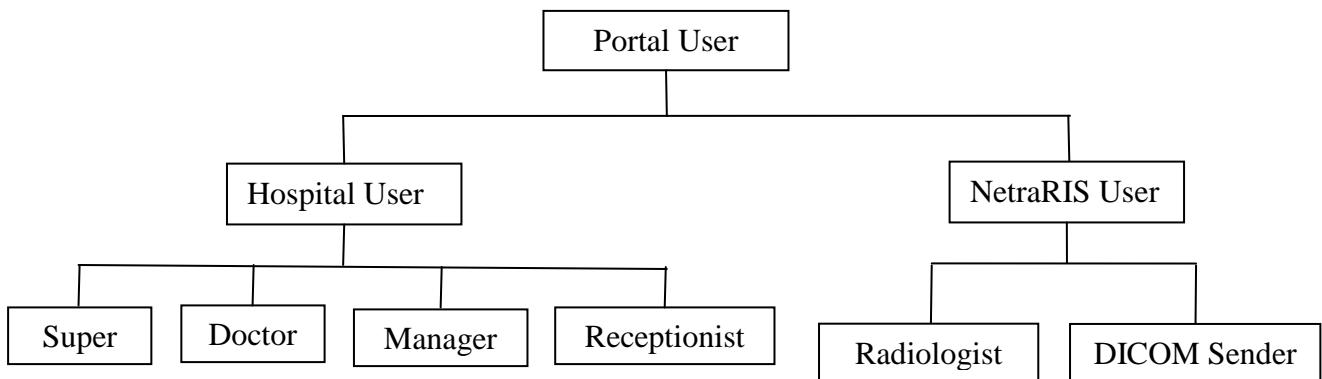 Portal User
Hospital User
NetraRIS User
Super
Doctor
Manager
Receptionist
Radiologist
DICOM Sender